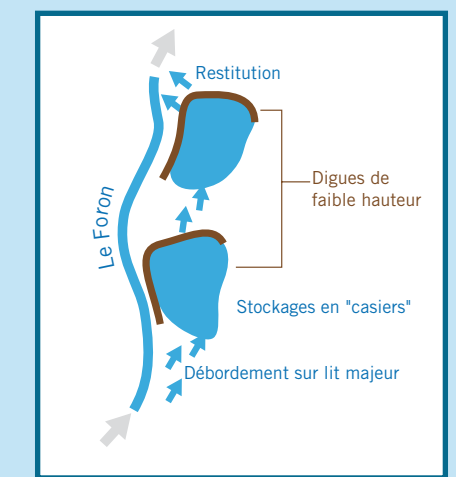 Restitution
Digues de
faible hauteur
Le Foron
Stockages en "casiers"
Débordement sur lit majeur